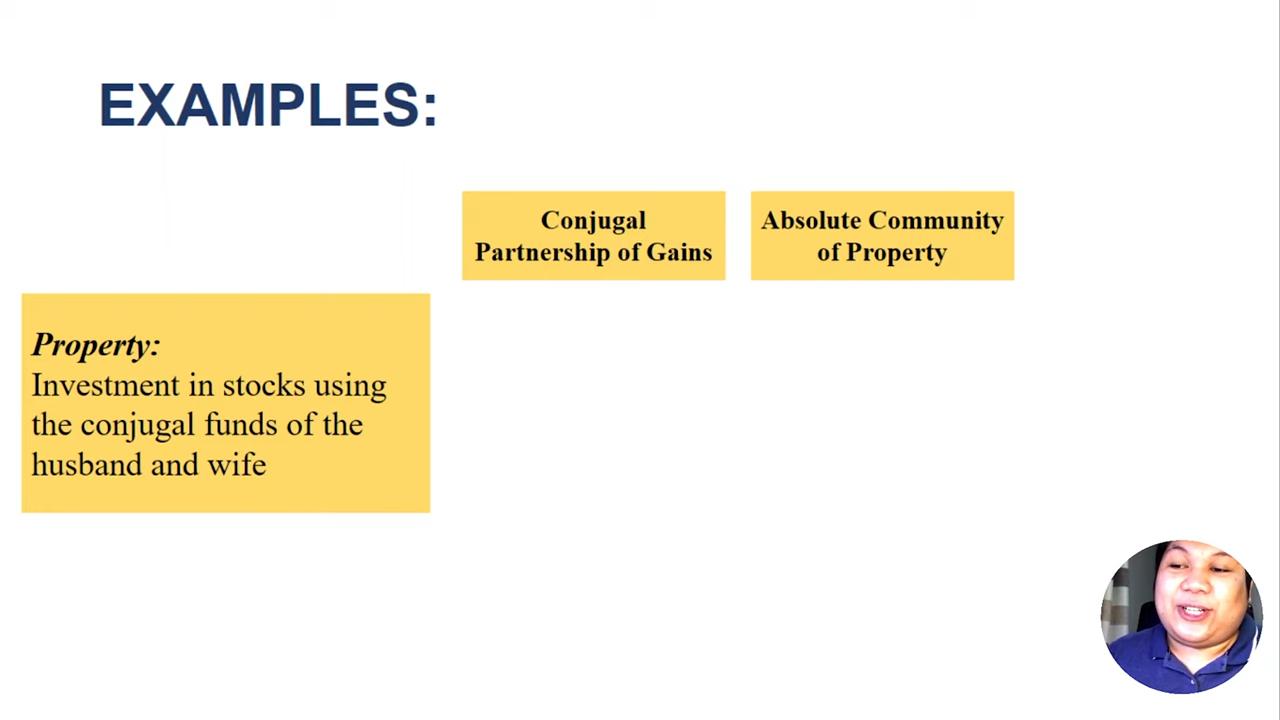 EXAMPLES:
Conjugal
Partnership of Gains
Absolute Community
of Property
Property:
Investment in stocks using
the conjugal funds of the
husband and wife